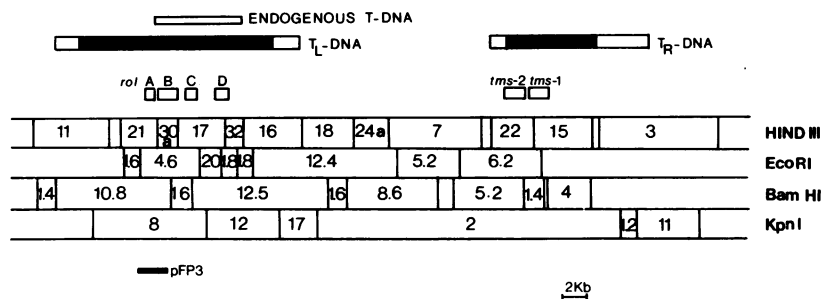 ENDOGENOUS T-DNA
TL-DNA
TR-DNA
rol A B C D
tms-2 tms-1
11 21 30a 17 32 16 18 24a 7 22 15 3 HIND III
1.6 4.6 20 1.8 1.8 12.4 5.2 6.2 EcoRI
1.4 10.8 1 6 12.5 1.6 8.6 5.2 1.4 4 Bam HI
8 12 17 2 1.2 11 KpnI
pFP3
2Kb